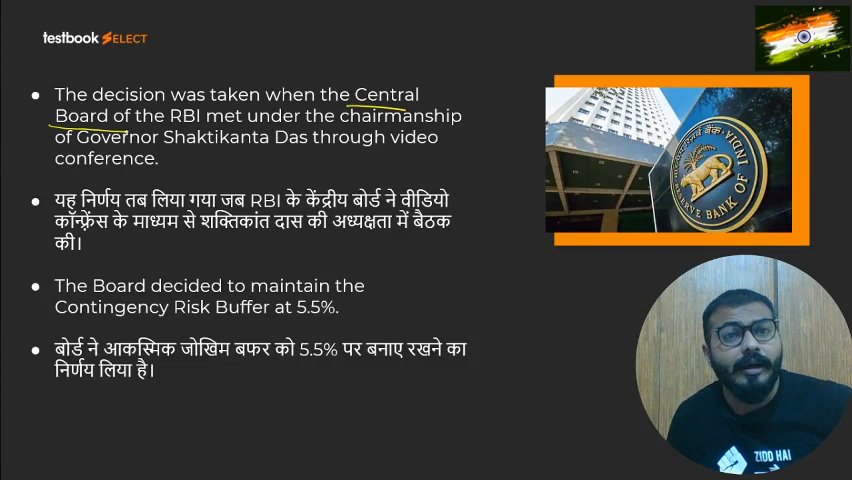 testbook SELECT
The decision was taken when the Central
Board of the RBI met under the chairmanship
of Governor Shaktikanta Das through video
conference.
यह निर्णय तब लिया गया जब RBI के केंद्रीय बोर्ड ने वीडियो
कॉन्फ़्रेंस के माध्यम से शक्तिकांत दास की अध्यक्षता में बैठक
की।
The Board decided to maintain the
Contingency Risk Buffer at 5.5%.
बोर्ड ने आकस्मिक जोखिम बफर को 5.5% पर बनाए रखने का
निर्णय लिया है।
भारतीय रिज़र्व बैंक
RESERVE BANK OF INDIA
ZIDD HAI